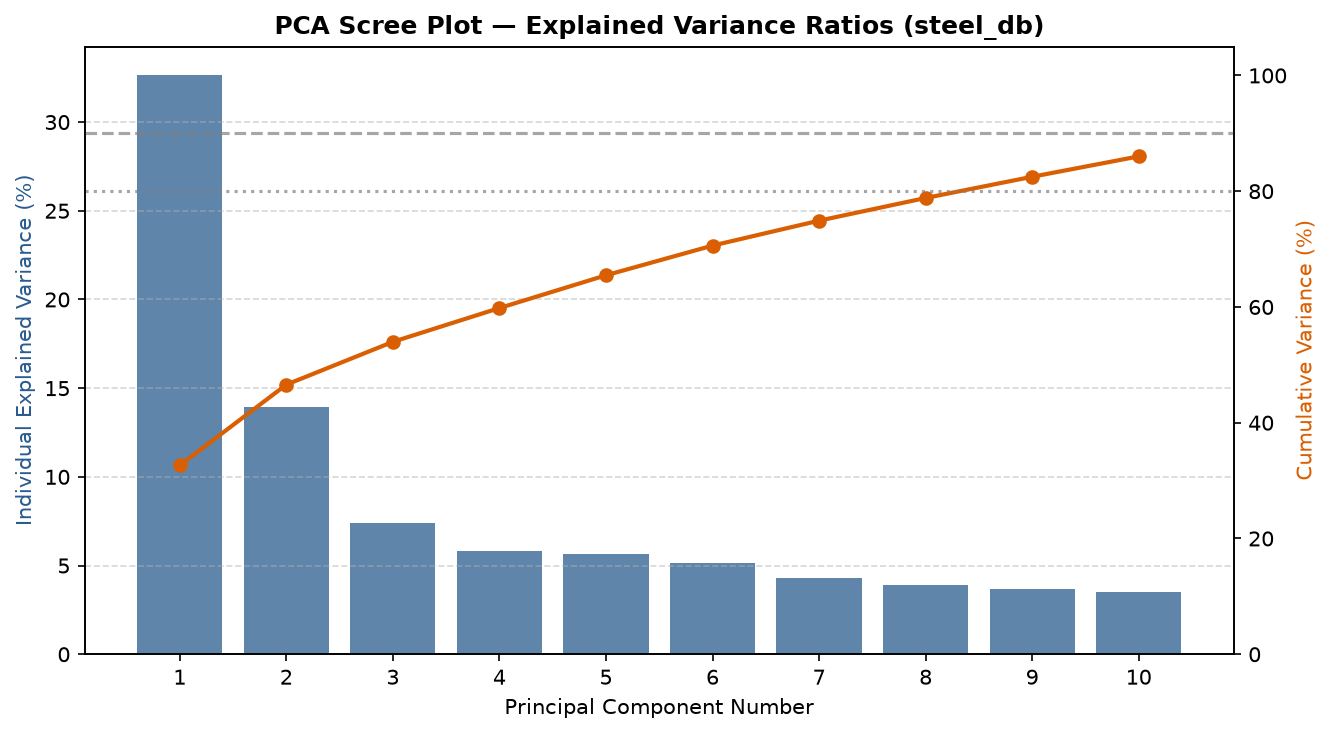 PCA Scree Plot — Explained Variance Ratios (steel_db)
Individual Explained Variance (%)
30
25
20
15
10
5
0
100
80
60
40
20
0
Cumulative Variance (%)
1 2 3 4 5 6 7 8 9 10
Principal Component Number